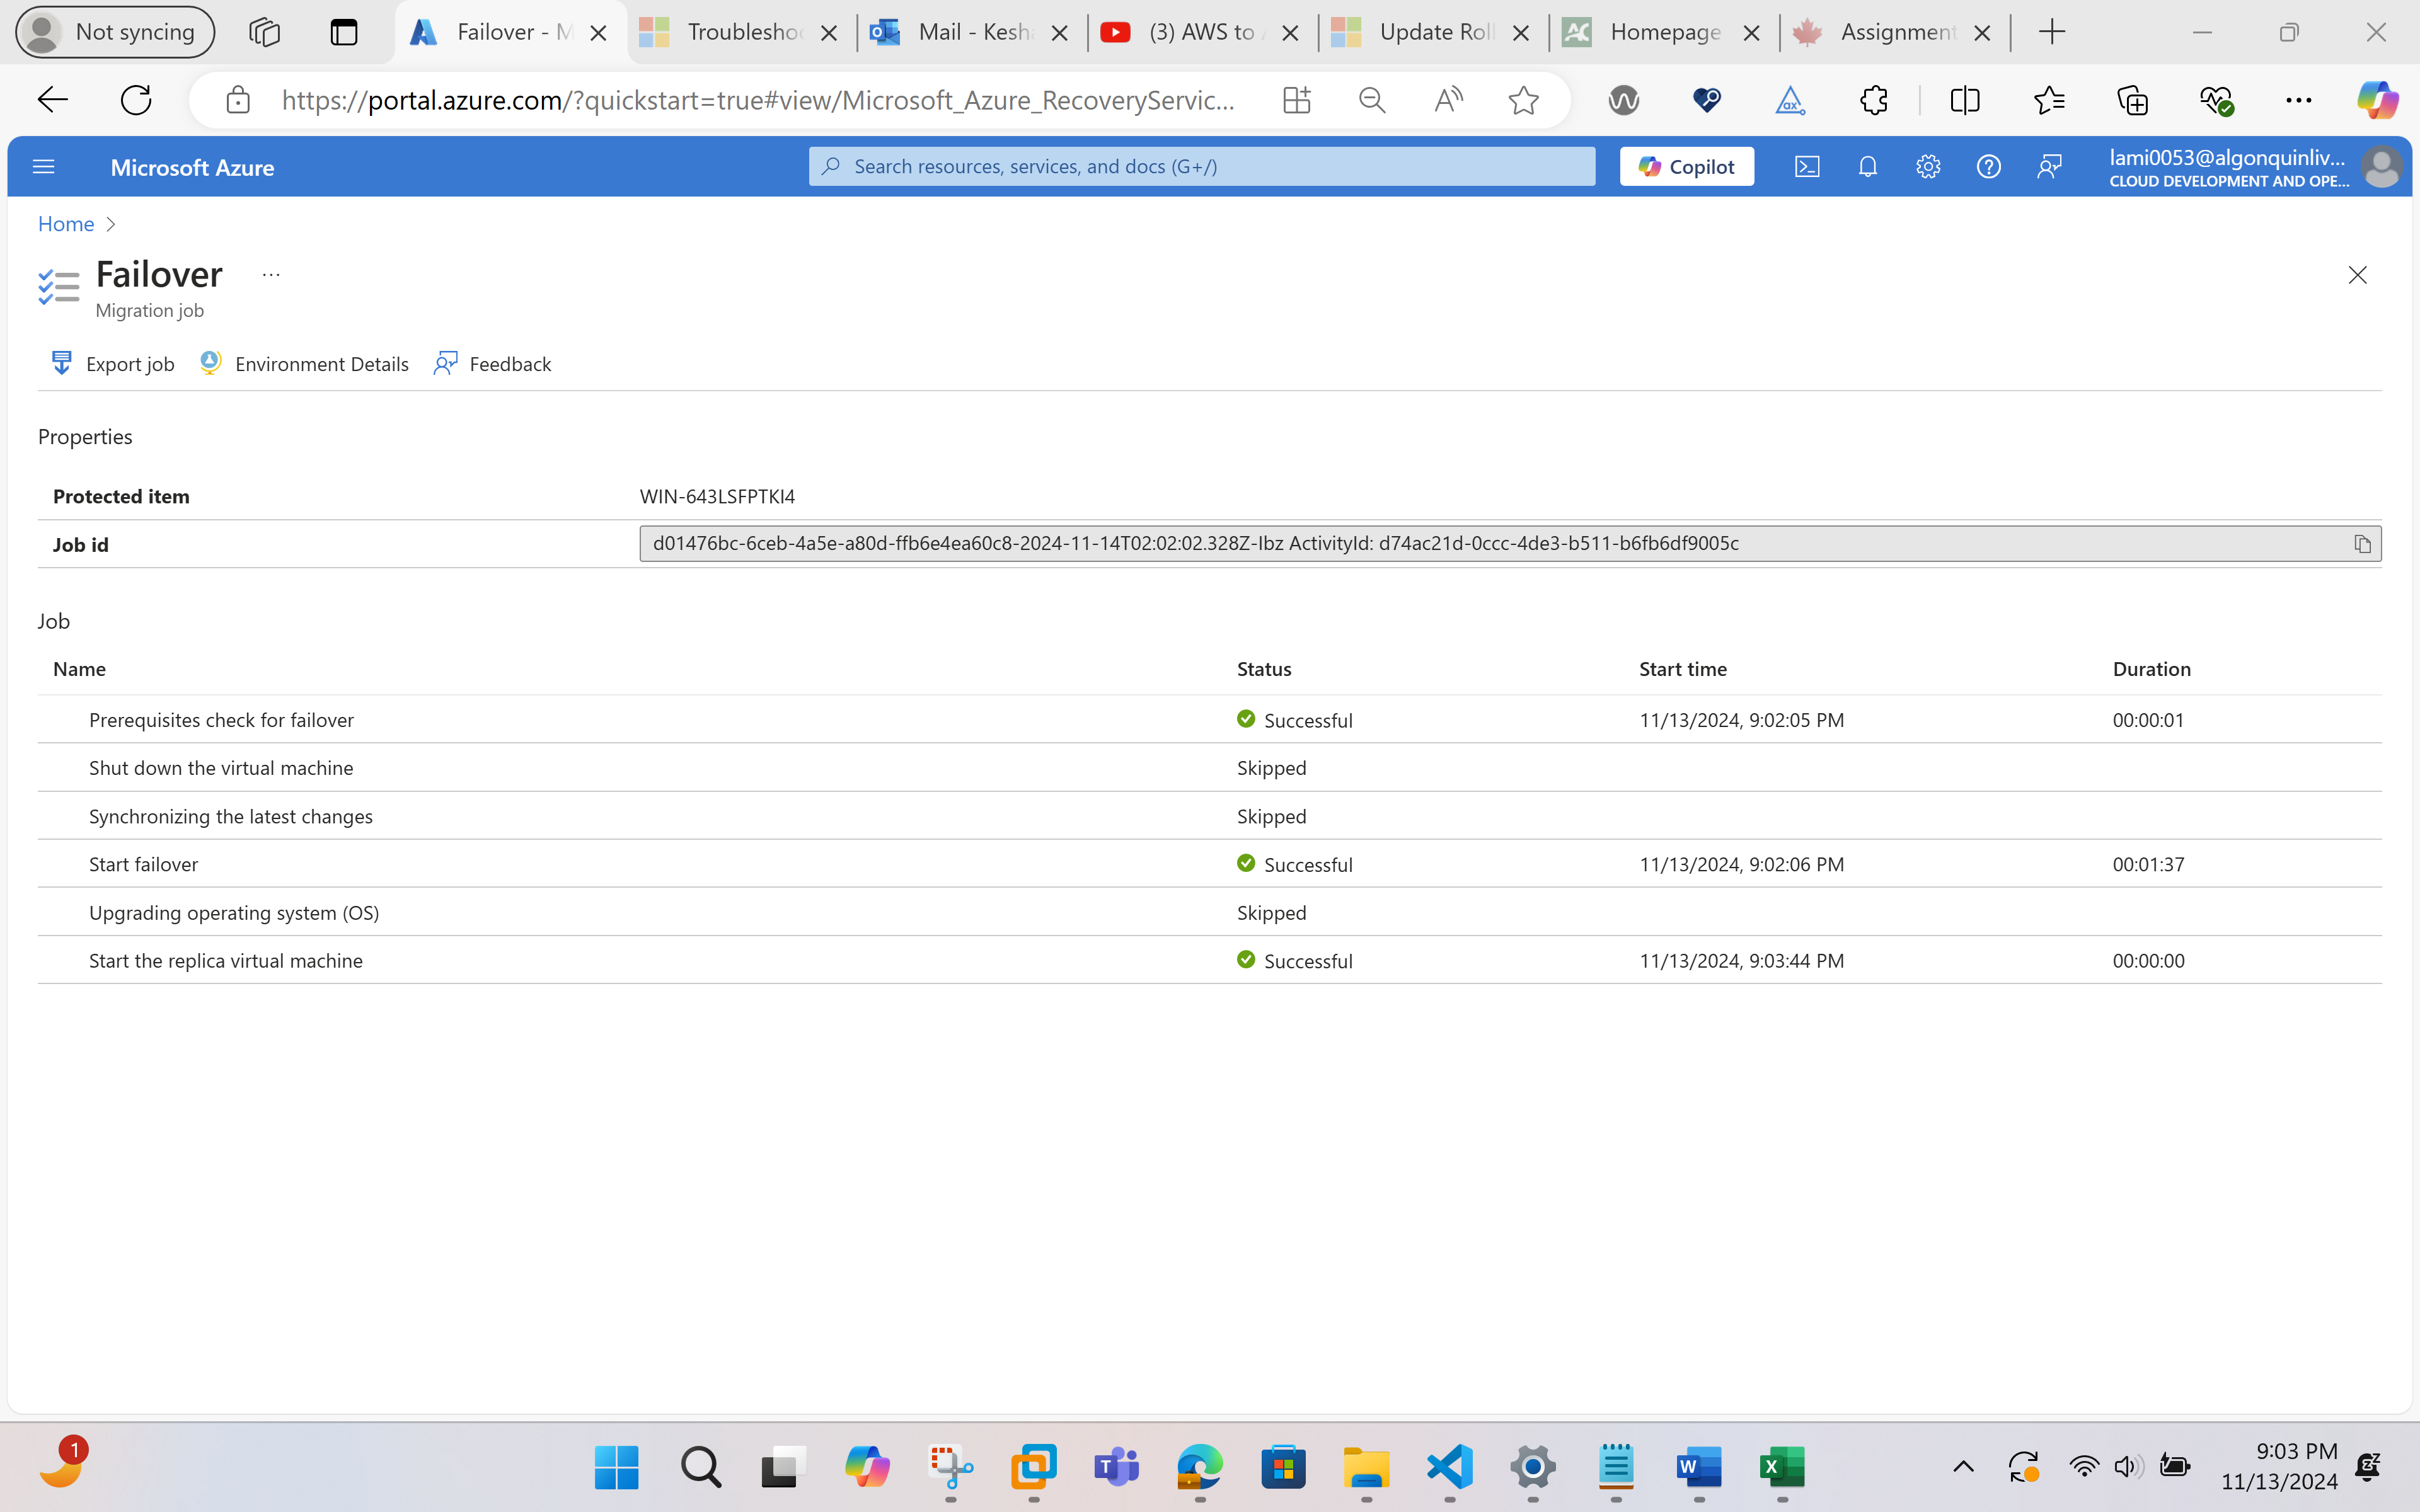 Not syncing
Failover - M
Troubleshoo
Mail - Kesha
(3) AWS to A
Update Roll
Homepage
Assignment
https://portal.azure.com/?quickstart=true#view/Microsoft_Azure_RecoveryServic...
Microsoft Azure
Search resources, services, and docs (G+/)
Copilot
lami0053@algonquinliv...
CLOUD DEVELOPMENT AND OPE...
Home
Failover ...
Migration job
Export job Environment Details Feedback
Properties
Protected item WIN-643LSFPTKI4
Job id d01476bc-6ceb-4a5e-a80d-ffb6e4ea60c8-2024-11-14T02:02:02.328Z-Ibz ActivityId: d74ac21d-0ccc-4de3-b511-b6fb6df9005c
Job
Name Status Start time Duration
Prerequisites check for failover Successful 11/13/2024, 9:02:05 PM 00:00:01
Shut down the virtual machine Skipped
Synchronizing the latest changes Skipped
Start failover Successful 11/13/2024, 9:02:06 PM 00:01:37
Upgrading operating system (OS) Skipped
Start the replica virtual machine Successful 11/13/2024, 9:03:44 PM 00:00:00
1
9:03 PM
11/13/2024